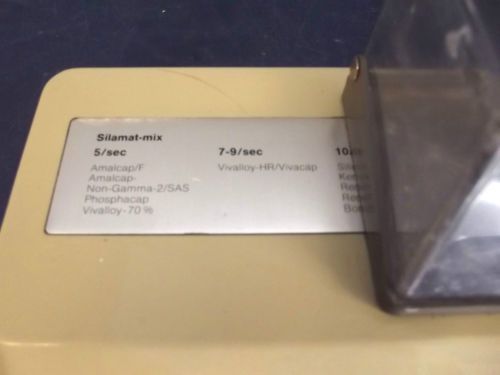 Silamat-mix
5/sec 7-9/sec
Amalcap/F Vivalloy-HR/Vivacap
Amalcap-
Non-Gamma-2/SAS
Phosphacap
Vivalloy-70 %